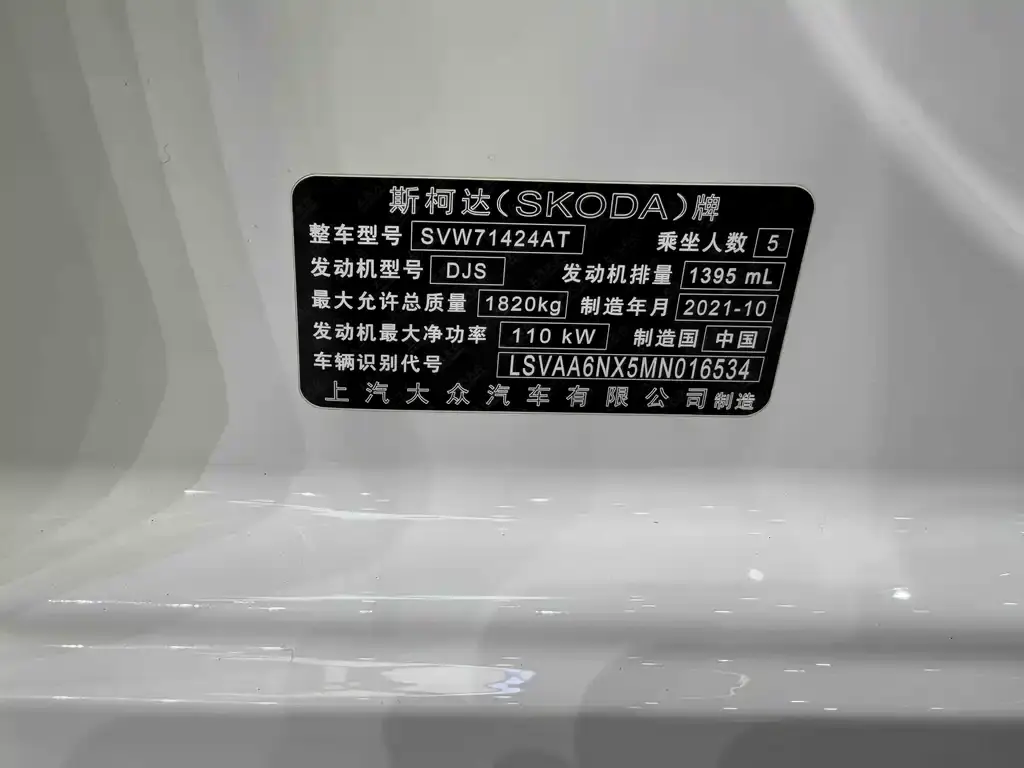 斯柯达(SKODA)牌
整车型号 SVW71424AT 乘坐人数 5
发动机型号 DJS 发动机排量 1395 mL
最大允许总质量 1820kg 制造年月 2021-10
发动机最大净功率 110 kW 制造国 中国
车辆识别代号 LSVAA6NX5MN016534
上汽大众汽车有限公司制造